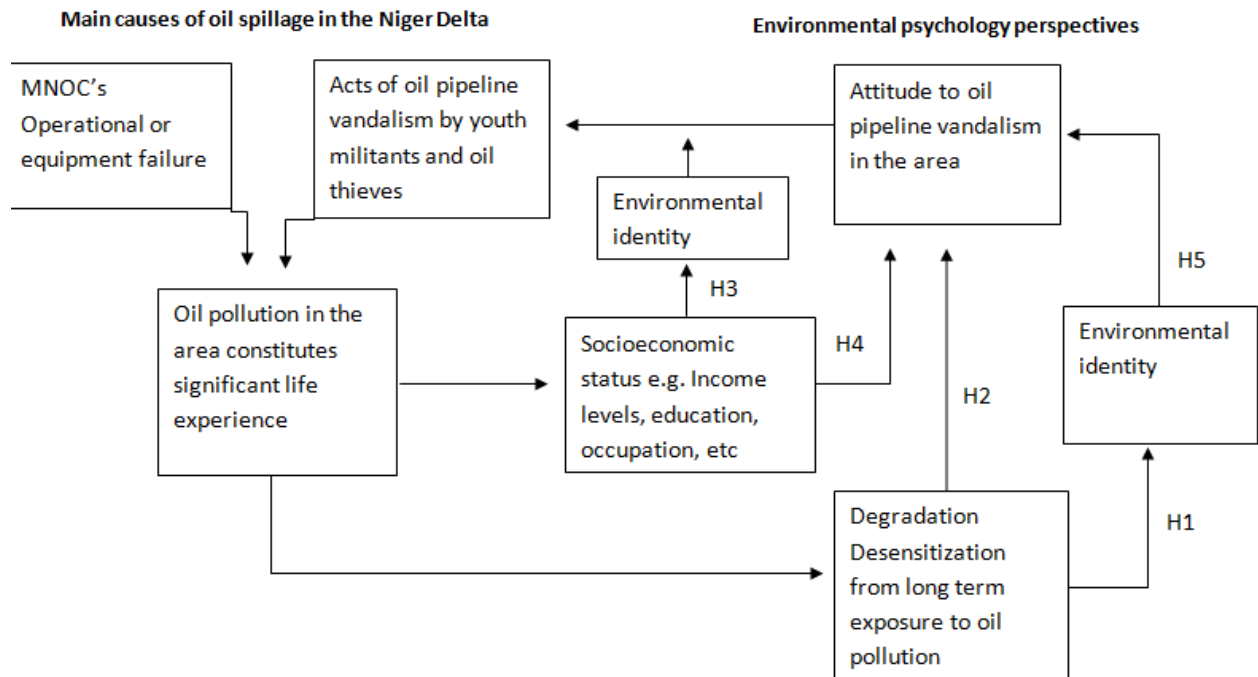 Main causes of oil spillage in the Niger Delta
Environmental psychology perspectives
MNOC's
Operational or
equipment failure
Acts of oil pipeline
vandalism by youth
militants and oil
thieves
Attitude to oil
pipeline vandalism
in the area
Environmental
identity
H3
H5
Oil pollution in the
area constitutes
significant life
experience
Socioeconomic
status e.g. Income
levels, education,
occupation, etc
H4
H2
Environmental
identity
Degradation
Desensitization
from long term
exposure to oil
pollution
H1